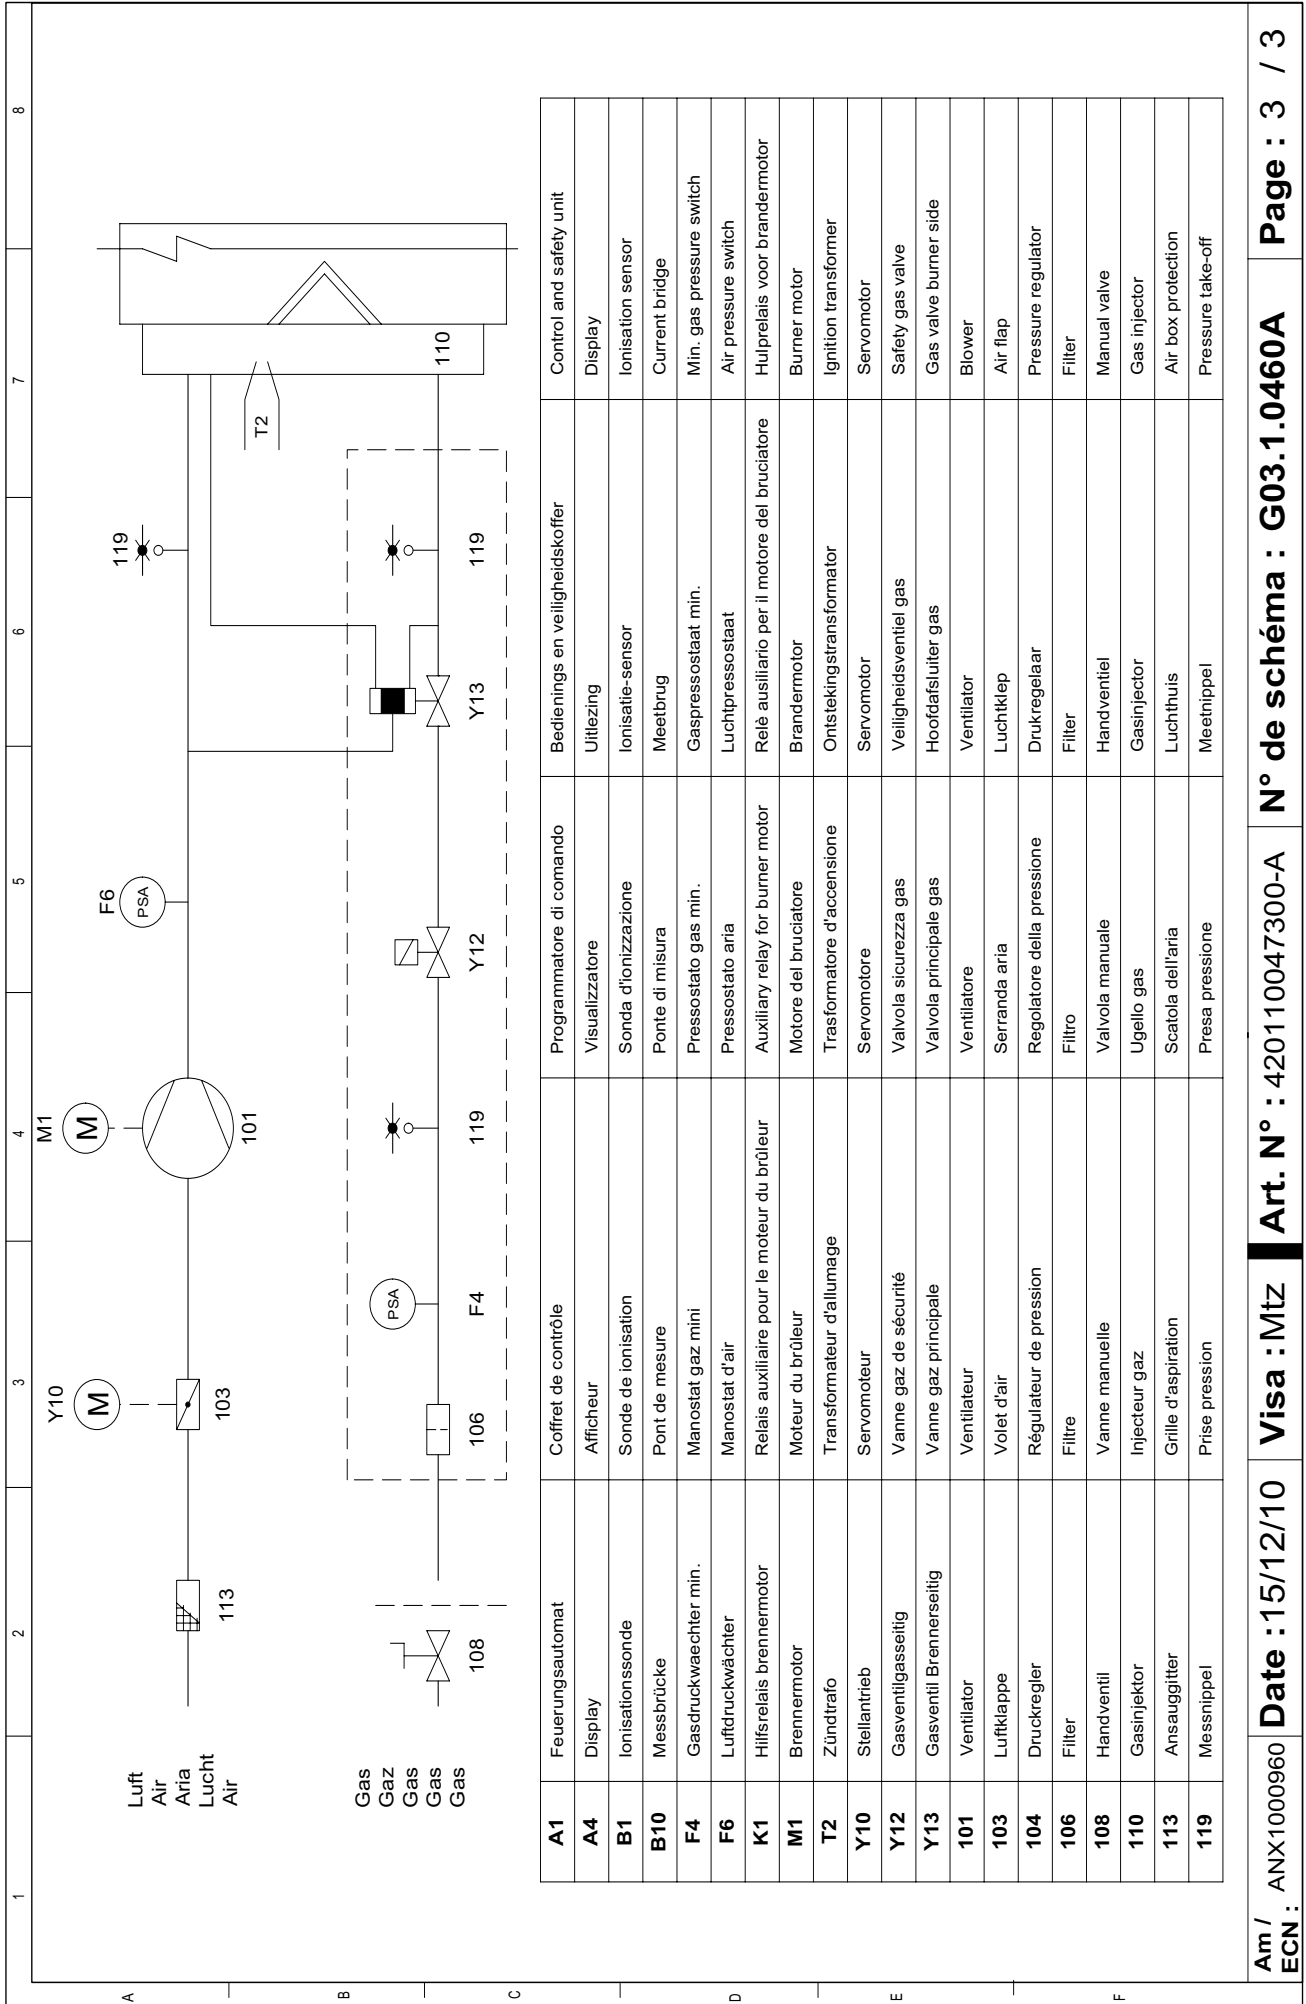 1 2 3 4 5 6 7 8
A
B
C
D
E
F
Luft
Air
Aria
Lucht
Air
Gas
Gaz
Gas
Gas
Gas
Y10
M
M1
M
F6
PSA
119
113
103
101
T2
110
108
106
F4
PSA
119
Y12
Y13
119
A1 Feuerungsautomat Coffret de contrôle Programmatore di comando Bedienings en veiligheidskoffer Control and safety unit
A4 Display Afficheur Visualizzatore Uitlezing Display
B1 Ionisationssonde Sonde de ionisation Sonda d'ionizzazione Ionisatie-sensor Ionisation sensor
B10 Messbrücke Pont de mesure Ponte di misura Meetbrug Current bridge
F4 Gasdruckwaechter min. Manostat gaz mini Pressostato gas min. Gaspressostaat min. Min. gas pressure switch
F6 Luftdruckwächter Manostat d'air Pressostato aria Luchtpressostaat Air pressure switch
K1 Hilfsrelais brennermotor Relais auxiliaire pour le moteur du brûleur Auxiliary relay for burner motor Relè ausiliario per il motore del bruciatore Hulprelais voor brandermotor
M1 Brennermotor Moteur du brûleur Motore del bruciatore Brandermotor Burner motor
T2 Zündtrafo Transformateur d'allumage Trasformatore d'accensione Ontstekingstransformator Ignition transformer
Y10 Stellantrieb Servomoteur Servomotore Servomotor Servomotor
Y12 Gasventilgasseitig Vanne gaz de sécurité Valvola sicurezza gas Veiligheidsventiel gas Safety gas valve
Y13 Gasventil Brennerseitig Vanne gaz principale Valvola principale gas Hoofdafsluiter gas Gas valve burner side
101 Ventilator Ventilateur Ventilatore Ventilator Blower
103 Luftklappe Volet d'air Serranda aria Luchtklep Air flap
104 Druckregler Régulateur de pression Regolatore della pressione Drukregelaar Pressure regulator
106 Filter Filtre Filtro Filter Filter
108 Handventil Vanne manuelle Valvola manuale Handventiel Manual valve
110 Gasinjektor Injecteur gaz Ugello gas Gasinjector Gas injector
113 Ansauggitter Grille d'aspiration Scatola dell'aria Luchthuis Air box protection
119 Messnippel Prise pression Presa pressione Meetnippel Pressure take-off
Am / ECN : ANX1000960 Date :15/12/10 Visa :Mtz Art. N° : 4201 1004 7300-A N° de schéma : G03.1.0460A Page : 3 / 3